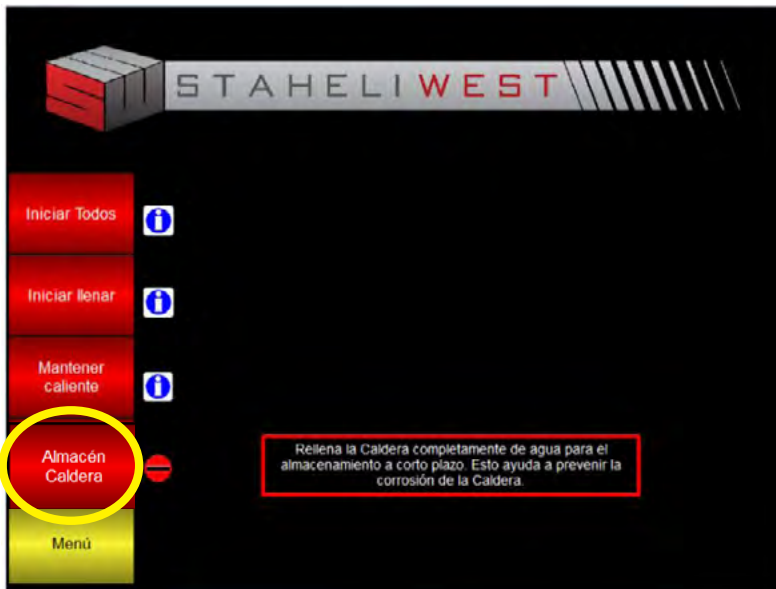 STAHELIWEST
Iniciar Todos
Iniciar llenar
Mantener
caliente
Almacén
Caldera
Rellena la Caldera completamente de agua para el
almacenamiento a corto plazo. Esto ayuda a prevenir la
corrosión de la Caldera.
Menú